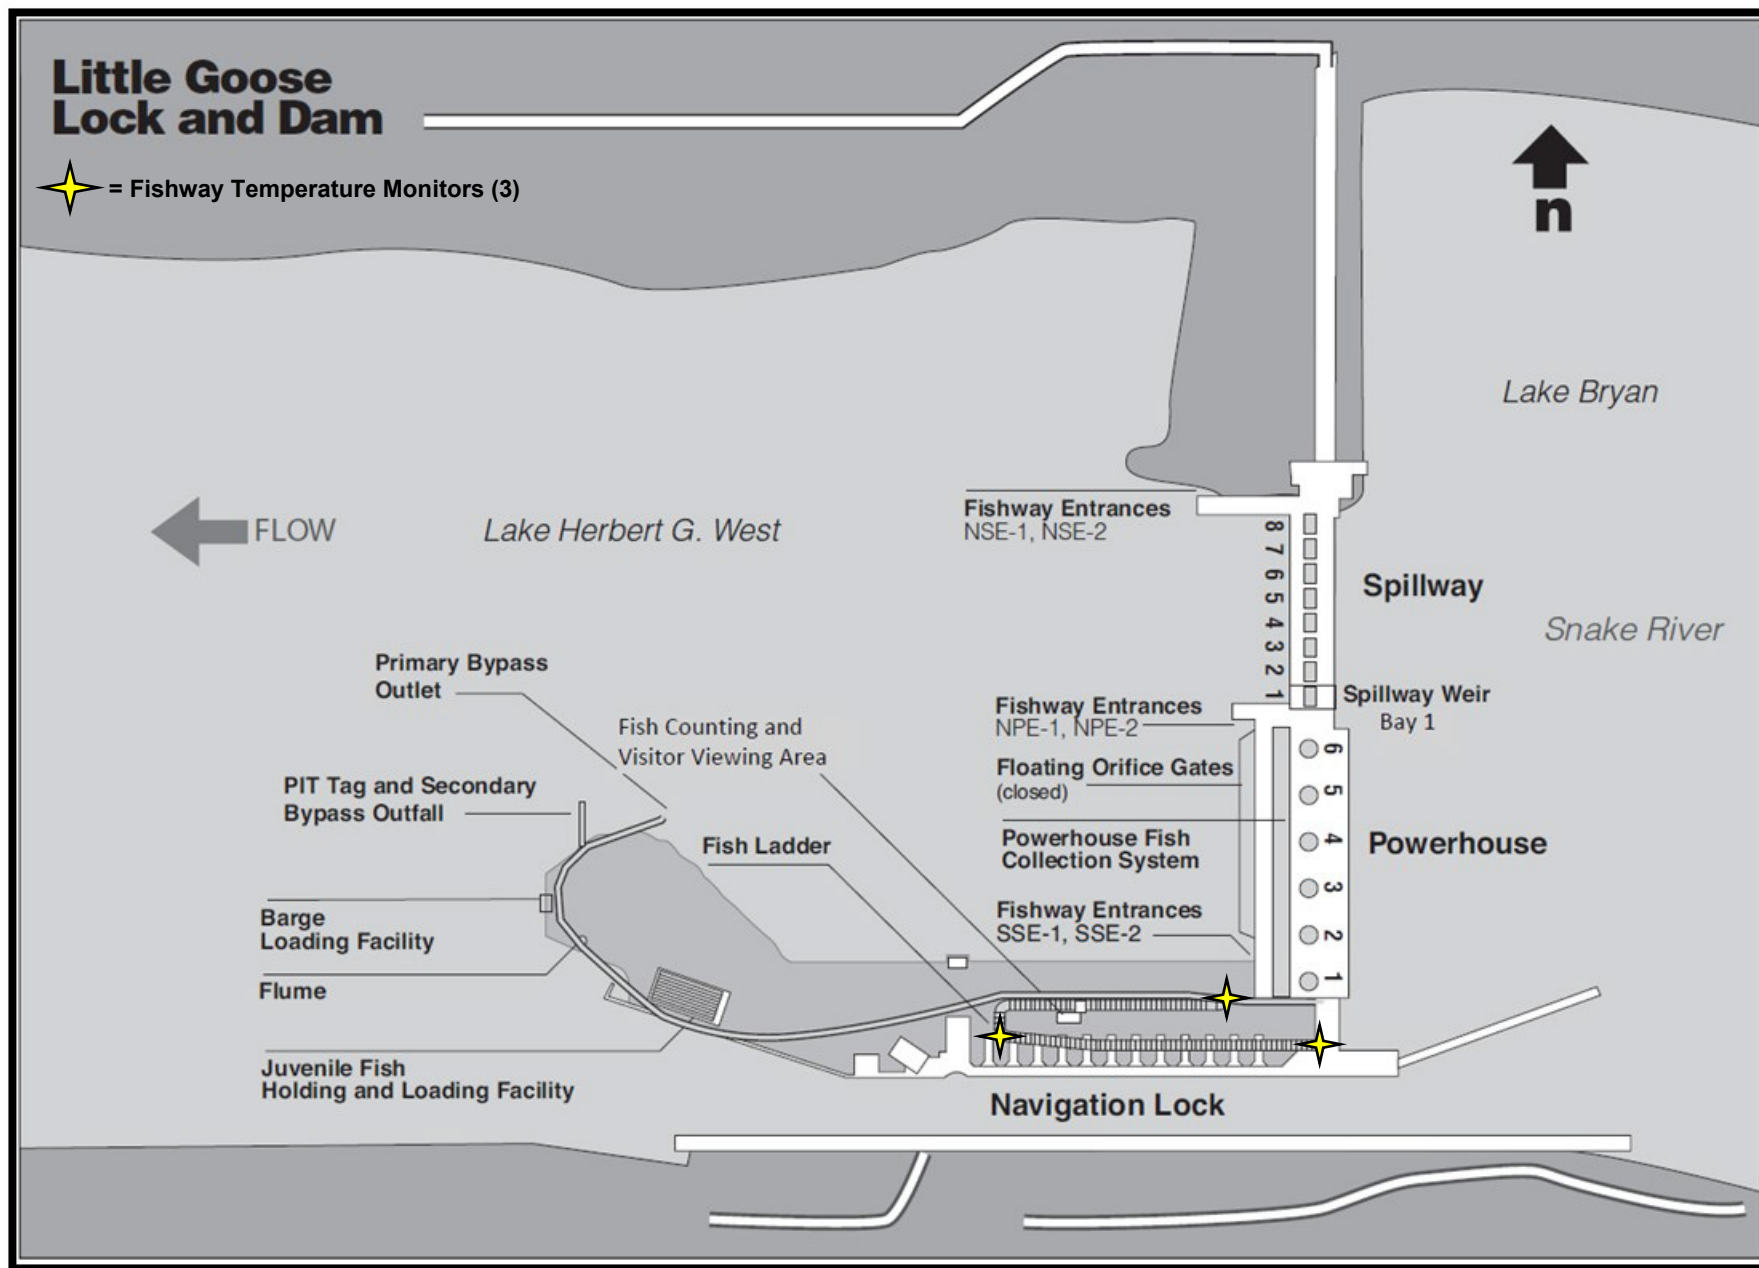 Little Goose
Lock and Dam
= Fishway Temperature Monitors (3)
n
Lake Bryan
Fishway Entrances
NSE-1, NSE-2
FLOW
Lake Herbert G. West
8
7
6
5
4
3
2
1
Spillway
Snake River
Primary Bypass
Outlet
Spillway Weir
Bay 1
Fishway Entrances
NPE-1, NPE-2
Fish Counting and
Visitor Viewing Area
Floating Orifice Gates
(closed)
6
5
4
3
2
1
PIT Tag and Secondary
Bypass Outfall
Fish Ladder
Powerhouse Fish
Collection System
Powerhouse
Barge
Loading Facility
Fishway Entrances
SSE-1, SSE-2
Flume
Juvenile Fish
Holding and Loading Facility
Navigation Lock